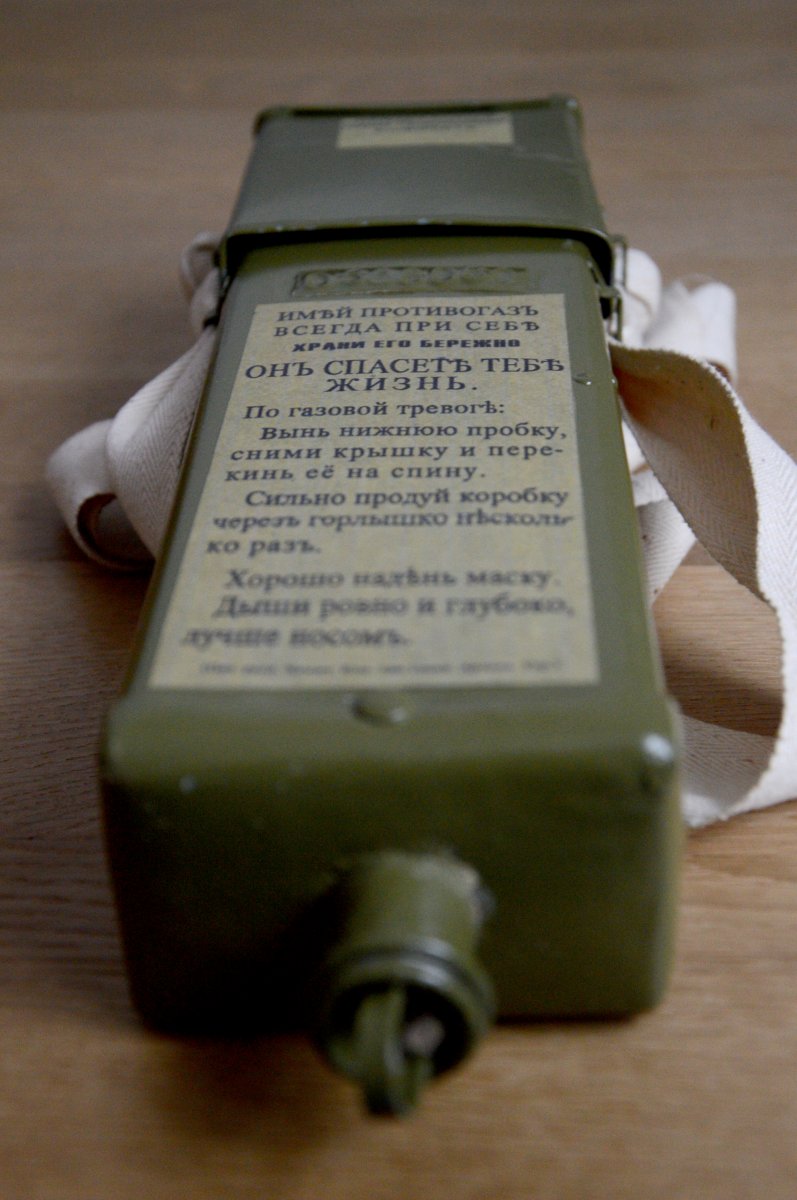 ИМѢЙ ПРОТИВОГАЗЪ
ВСЕГДА ПРИ СЕБѢ
ХРАНИ ЕГО БЕРЕЖНО
ОНЪ СПАСЕТЪ ТЕБѢ
ЖИЗНЬ.
По газовой тревогѣ:
Вынь нижнюю пробку,
сними крышку и пере-
кинь её на спину.
Сильно продуй коробку
черезъ горлышко нѣсколь-
ко разъ.
Хорошо надѣнь маску.
Дыши ровно и глубоко,
лучше носомъ.